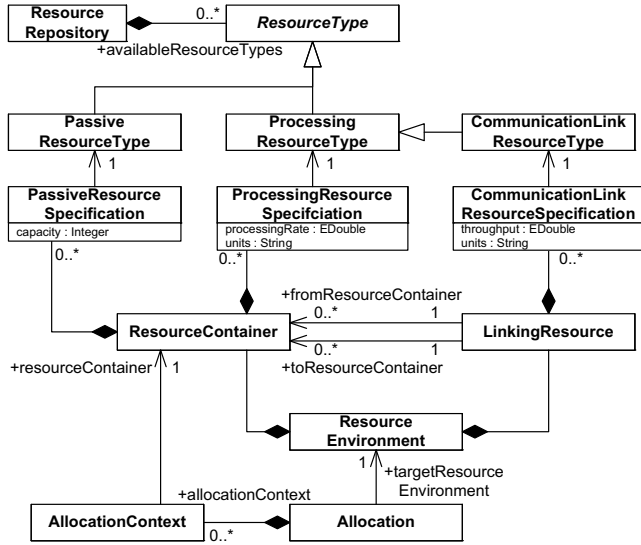 Resource
Repository
0..*
ResourceType
+availableResourceTypes
Passive
ResourceType
Processing
ResourceType
CommunicationLink
ResourceType
1
1
1
PassiveResource
Specification
capacity : Integer
ProcessingResource
Specifciation
processingRate : EDouble
units : String
CommunicationLink
ResourceSpecification
throughput : EDouble
units : String
0..*
0..*
0..*
+fromResourceContainer
0..*
1
ResourceContainer
LinkingResource
0..*
1
+toResourceContainer
+resourceContainer
1
Resource
Environment
1
+targetResource
Environment
+allocationContext
AllocationContext
0..*
Allocation